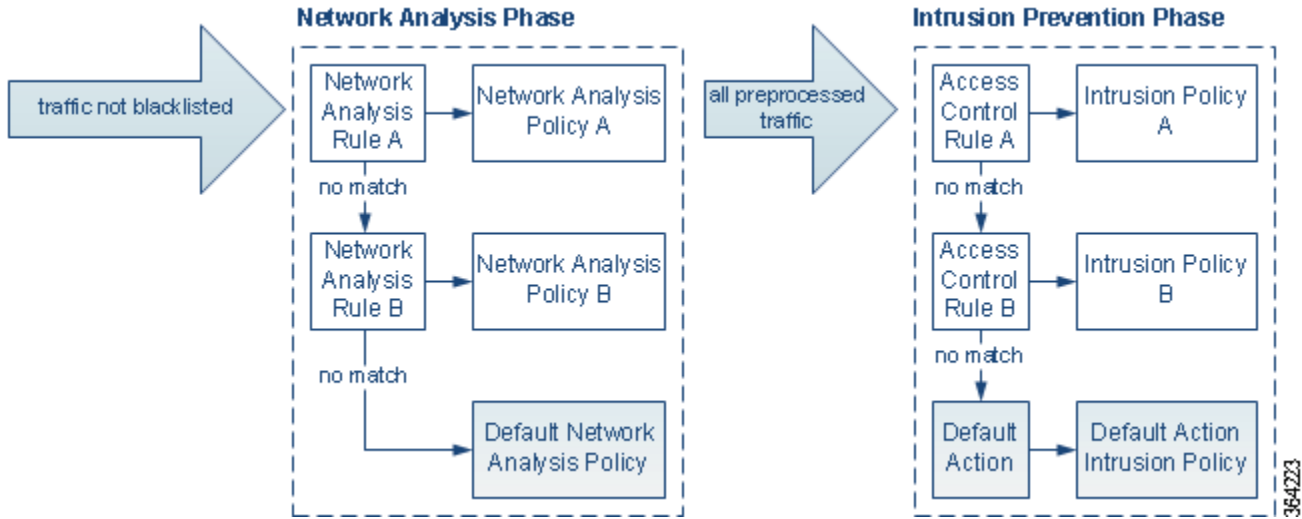 Network Analysis Phase
Intrusion Prevention Phase
traffic not blacklisted
Network
Analysis
Rule A
Network Analysis
Policy A
no match
Network
Analysis
Rule B
Network Analysis
Policy B
no match
Default Network
Analysis Policy
all preprocessed
traffic
Access
Control
Rule A
Intrusion Policy
A
no match
Access
Control
Rule B
Intrusion Policy
B
no match
Default
Action
Default Action
Intrusion Policy
364223